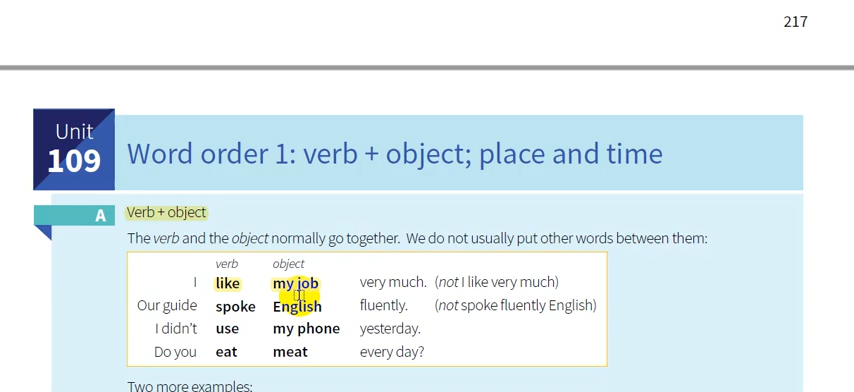 217
Unit
109
Word order 1: verb + object; place and time
A
Verb + object
The verb and the object normally go together. We do not usually put other words between them:
verb object
I like my job very much. (not I like very much)
Our guide spoke English fluently. (not spoke fluently English)
I didn't use my phone yesterday.
Do you eat meat every day?
Two more examples: